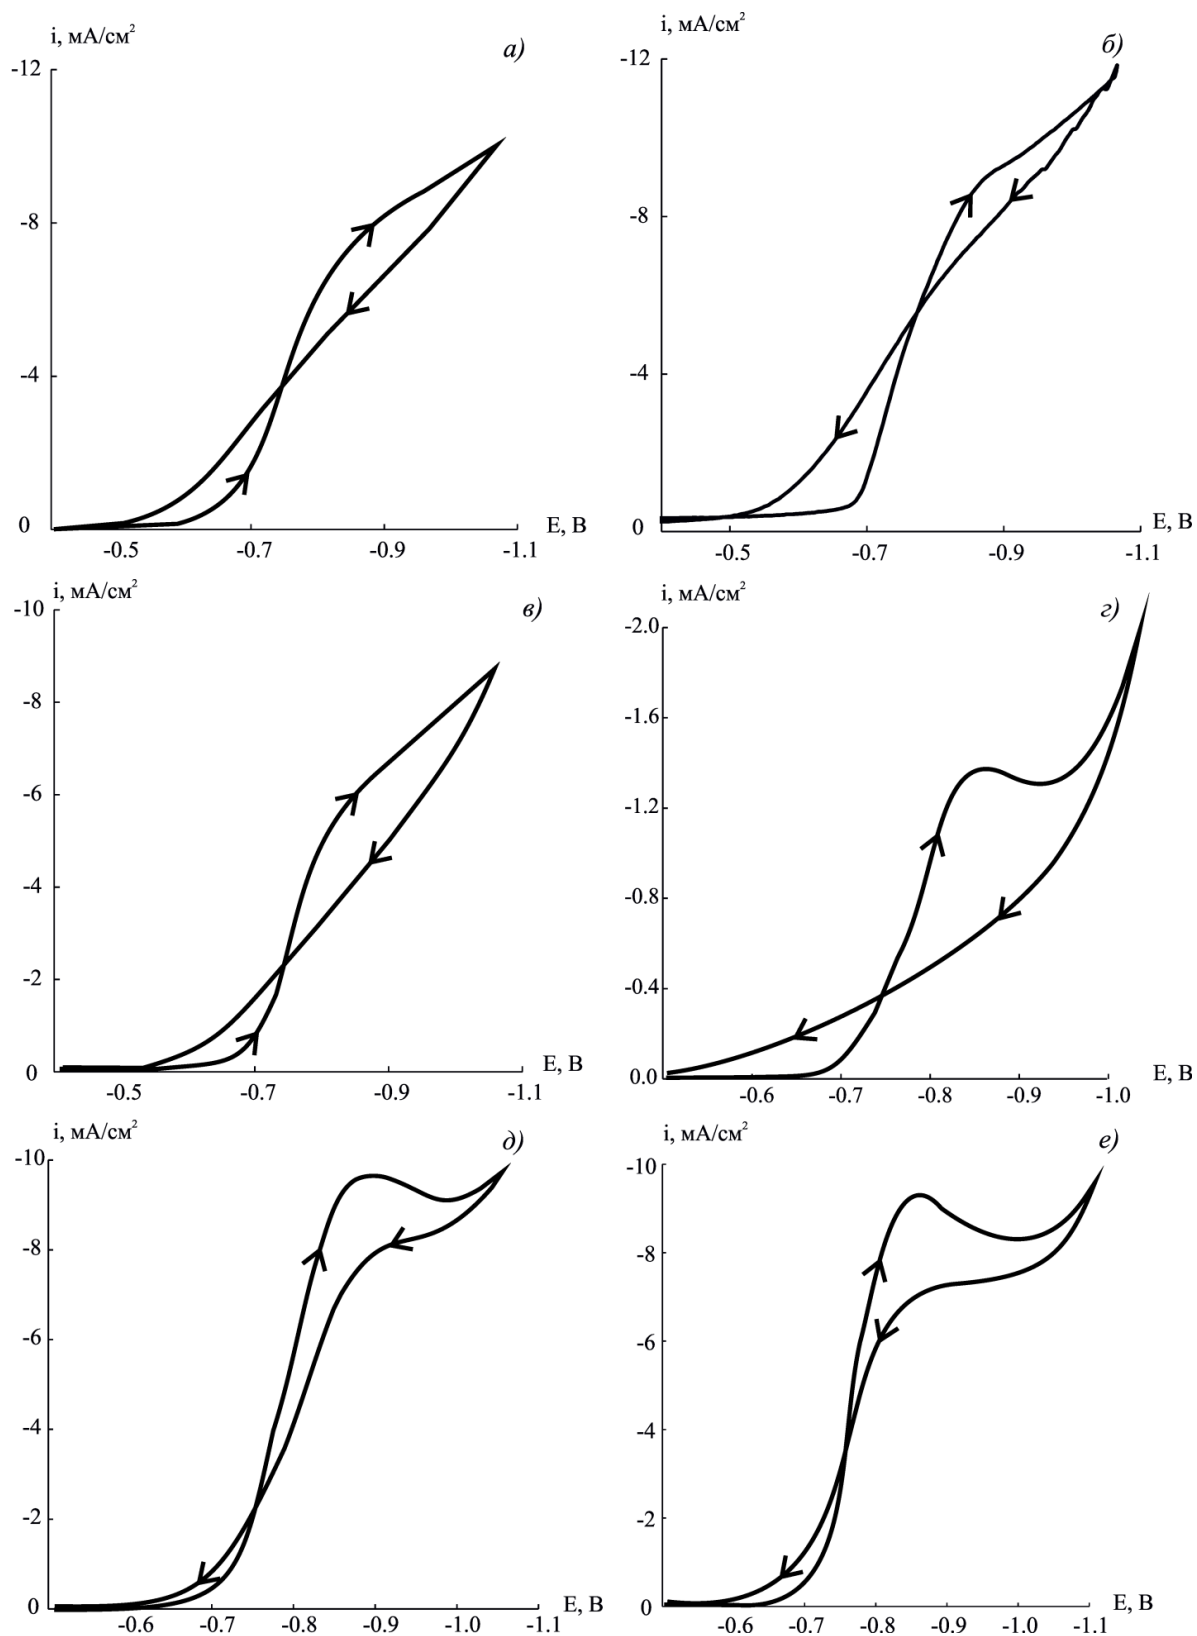 i, мА/см²
а)
-12
-8
-4
0
-0.5 -0.7 -0.9 -1.1
E, В
i, мА/см²
б)
-12
-8
-4
0
-0.5 -0.7 -0.9 -1.1
E, В
i, мА/см²
в)
-10
-8
-6
-4
-2
0
-0.5 -0.7 -0.9 -1.1
E, В
i, мА/см²
г)
-2.0
-1.6
-1.2
-0.8
-0.4
0.0
-0.6 -0.7 -0.8 -0.9 -1.0
E, В
i, мА/см²
д)
-10
-8
-6
-4
-2
0
-0.6 -0.7 -0.8 -0.9 -1.0 -1.1
E, В
i, мА/см²
е)
-10
-8
-6
-4
-2
0
-0.6 -0.7 -0.8 -0.9 -1.0 -1.1
E, В